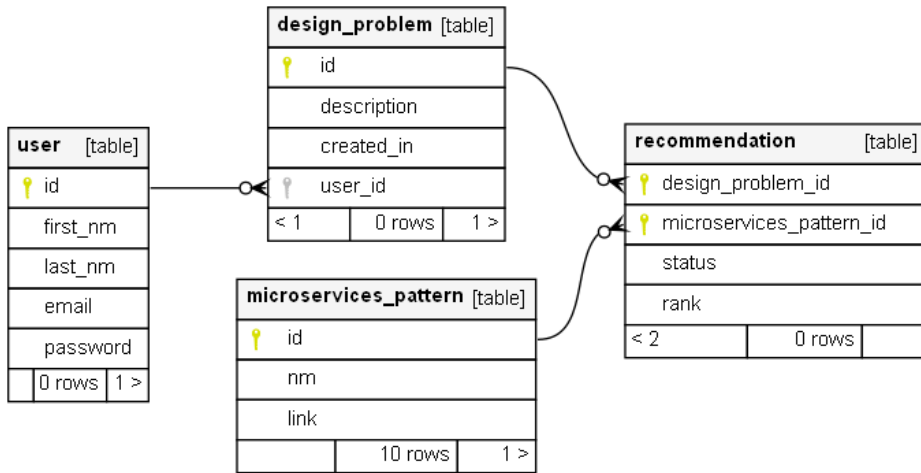 design_problem [table]
id
description
created_in
user_id
< 1 0 rows 1 >
user [table]
id
first_nm
last_nm
email
password
0 rows 1 >
microservices_pattern [table]
id
nm
link
10 rows 1 >
recommendation [table]
design_problem_id
microservices_pattern_id
status
rank
< 2 0 rows